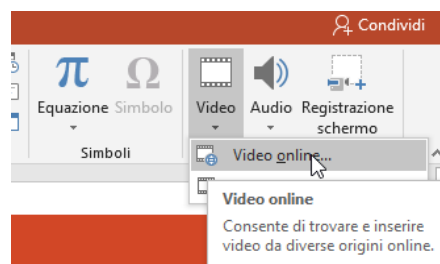 Condividi
Equazione Simbolo Video Audio Registrazione
schermo
Simboli
Video online...
Video online
Consente di trovare e inserire
video da diverse origini online.